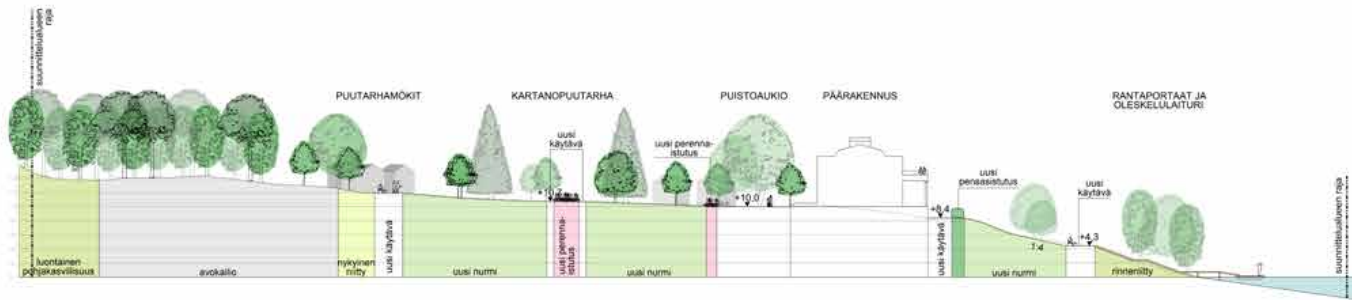 suunnittelualueen
raja
PUUTARHAMÖKIT
KARTANOPUUTARHA
PUISTOAUKIO
PÄÄRAKENNUS
RANTAPORTAAT JA
OLESKELULAITURI
uusi
käytävä
uusi perenna-
istutus
uusi
pensasistutus
uusi
käytävä
+10,0
+8,4
+4,3
1:4
luontainen
pohjakasvillisuus
avokallio
nykyinen
niitty
uusi käytävä
uusi nurmi
uusi perenna-
istutus
uusi nurmi
uusi käytävä
uusi nurmi
rinneniitty
suunnittelualueen raja